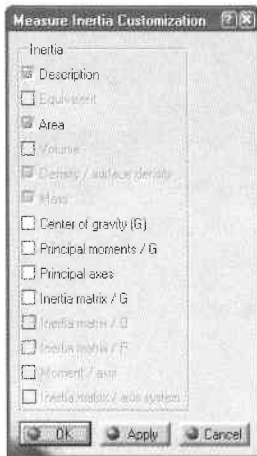 Measure Inertia Customization
Inertia
Description
Equivalent
Area
Volume
Density / surface density
Mass
Center of gravity (G)
Principal moments / G
Principal axes
Inertia matrix / G
Inertia matrix / O
Inertia matrix / P
Moment / axis
Inertia matrix / axis system
OK Apply Cancel